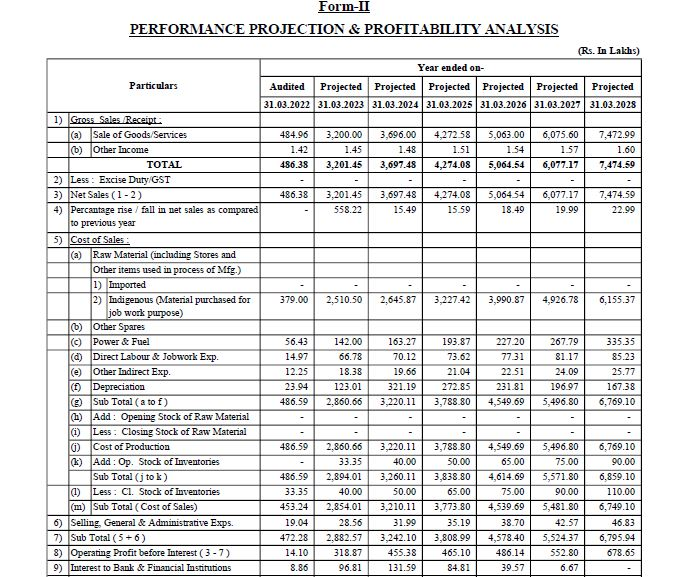 Form-II
PERFORMANCE PROJECTION & PROFITABILITY ANALYSIS
(Rs. In Lakhs)
Particulars Year ended on-
Audited Projected Projected Projected Projected Projected Projected
31.03.2022 31.03.2023 31.03.2024 31.03.2025 31.03.2026 31.03.2027 31.03.2028
1) Gross Sales /Receipt :
(a) Sale of Goods/Services 484.96 3,200.00 3,696.00 4,272.58 5,063.00 6,075.60 7,472.99
(b) Other Income 1.42 1.45 1.48 1.51 1.54 1.57 1.60
TOTAL 486.38 3,201.45 3,697.48 4,274.08 5,064.54 6,077.17 7,474.59
2) Less : Excise Duty/GST - - - - - - -
3) Net Sales ( 1 - 2 ) 486.38 3,201.45 3,697.48 4,274.08 5,064.54 6,077.17 7,474.59
4) Percantage rise / fall in net sales as compared - 558.22 15.49 15.59 18.49 19.99 22.99
to previous year
5) Cost of Sales :
(a) Raw Material (including Stores and
Other items used in process of Mfg.)
1) Imported - - - - - - -
2) Indigenous (Material purchased for 379.00 2,510.50 2,645.87 3,227.42 3,990.87 4,926.78 6,155.37
job work purpose)
(b) Other Spares
(c) Power & Fuel 56.43 142.00 163.27 193.87 227.20 267.79 335.35
(d) Direct Labour & Jobwork Exp. 14.97 66.78 70.12 73.62 77.31 81.17 85.23
(e) Other Indirect Exp. 12.25 18.38 19.66 21.04 22.51 24.09 25.77
(f) Depreciation 23.94 123.01 321.19 272.85 231.81 196.97 167.38
(g) Sub Total ( a to f ) 486.59 2,860.66 3,220.11 3,788.80 4,549.69 5,496.80 6,769.10
(h) Add : Opening Stock of Raw Material - - - - - - -
(i) Less : Closing Stock of Raw Material - - - - - - -
(j) Cost of Production 486.59 2,860.66 3,220.11 3,788.80 4,549.69 5,496.80 6,769.10
(k) Add : Op. Stock of Inventories - 33.35 40.00 50.00 65.00 75.00 90.00
Sub Total ( j to k ) 486.59 2,894.01 3,260.11 3,838.80 4,614.69 5,571.80 6,859.10
(l) Less : Cl. Stock of Inventories 33.35 40.00 50.00 65.00 75.00 90.00 110.00
(m) Sub Total ( Cost of Sales) 453.24 2,854.01 3,210.11 3,773.80 4,539.69 5,481.80 6,749.10
6) Selling, General & Administrative Exps. 19.04 28.56 31.99 35.19 38.70 42.57 46.83
7) Sub Total ( 5 + 6 ) 472.28 2,882.57 3,242.10 3,808.99 4,578.40 5,524.37 6,795.94
8) Operating Profit before Interest ( 3 - 7 ) 14.10 318.87 455.38 465.10 486.14 552.80 678.65
9) Interest to Bank & Financial Institutions 8.86 96.81 131.59 84.81 39.57 6.67 -